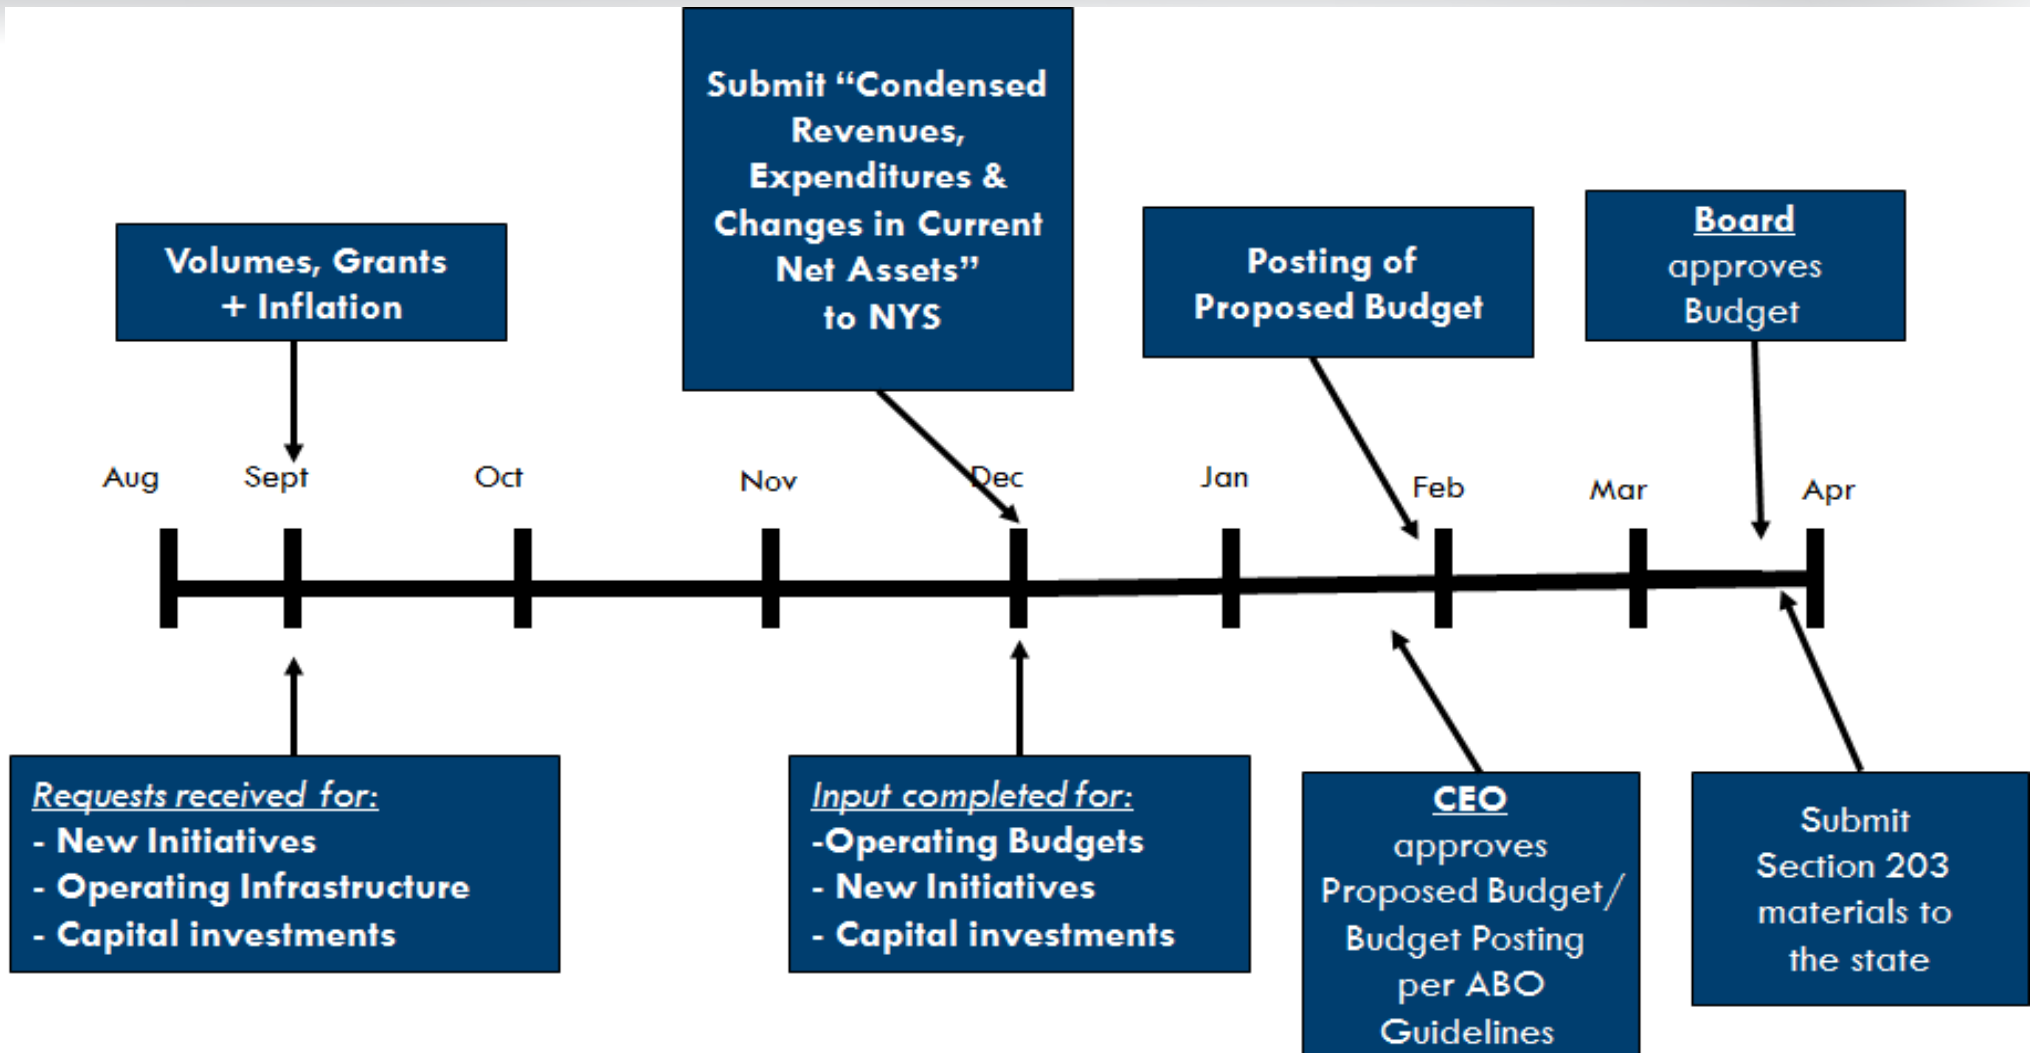 Submit “Condensed
Revenues,
Expenditures &
Changes in Current
Net Assets”
to NYS
Volumes, Grants
+ Inflation
Posting of
Proposed Budget
Board
approves
Budget
Aug
Sept
Oct
Nov
Dec
Jan
Feb
Mar
Apr
Requests received for:
- New Initiatives
- Operating Infrastructure
- Capital investments
Input completed for:
-Operating Budgets
- New Initiatives
- Capital investments
CEO
approves
Proposed Budget/
Budget Posting
per ABO
Guidelines
Submit
Section 203
materials to
the state